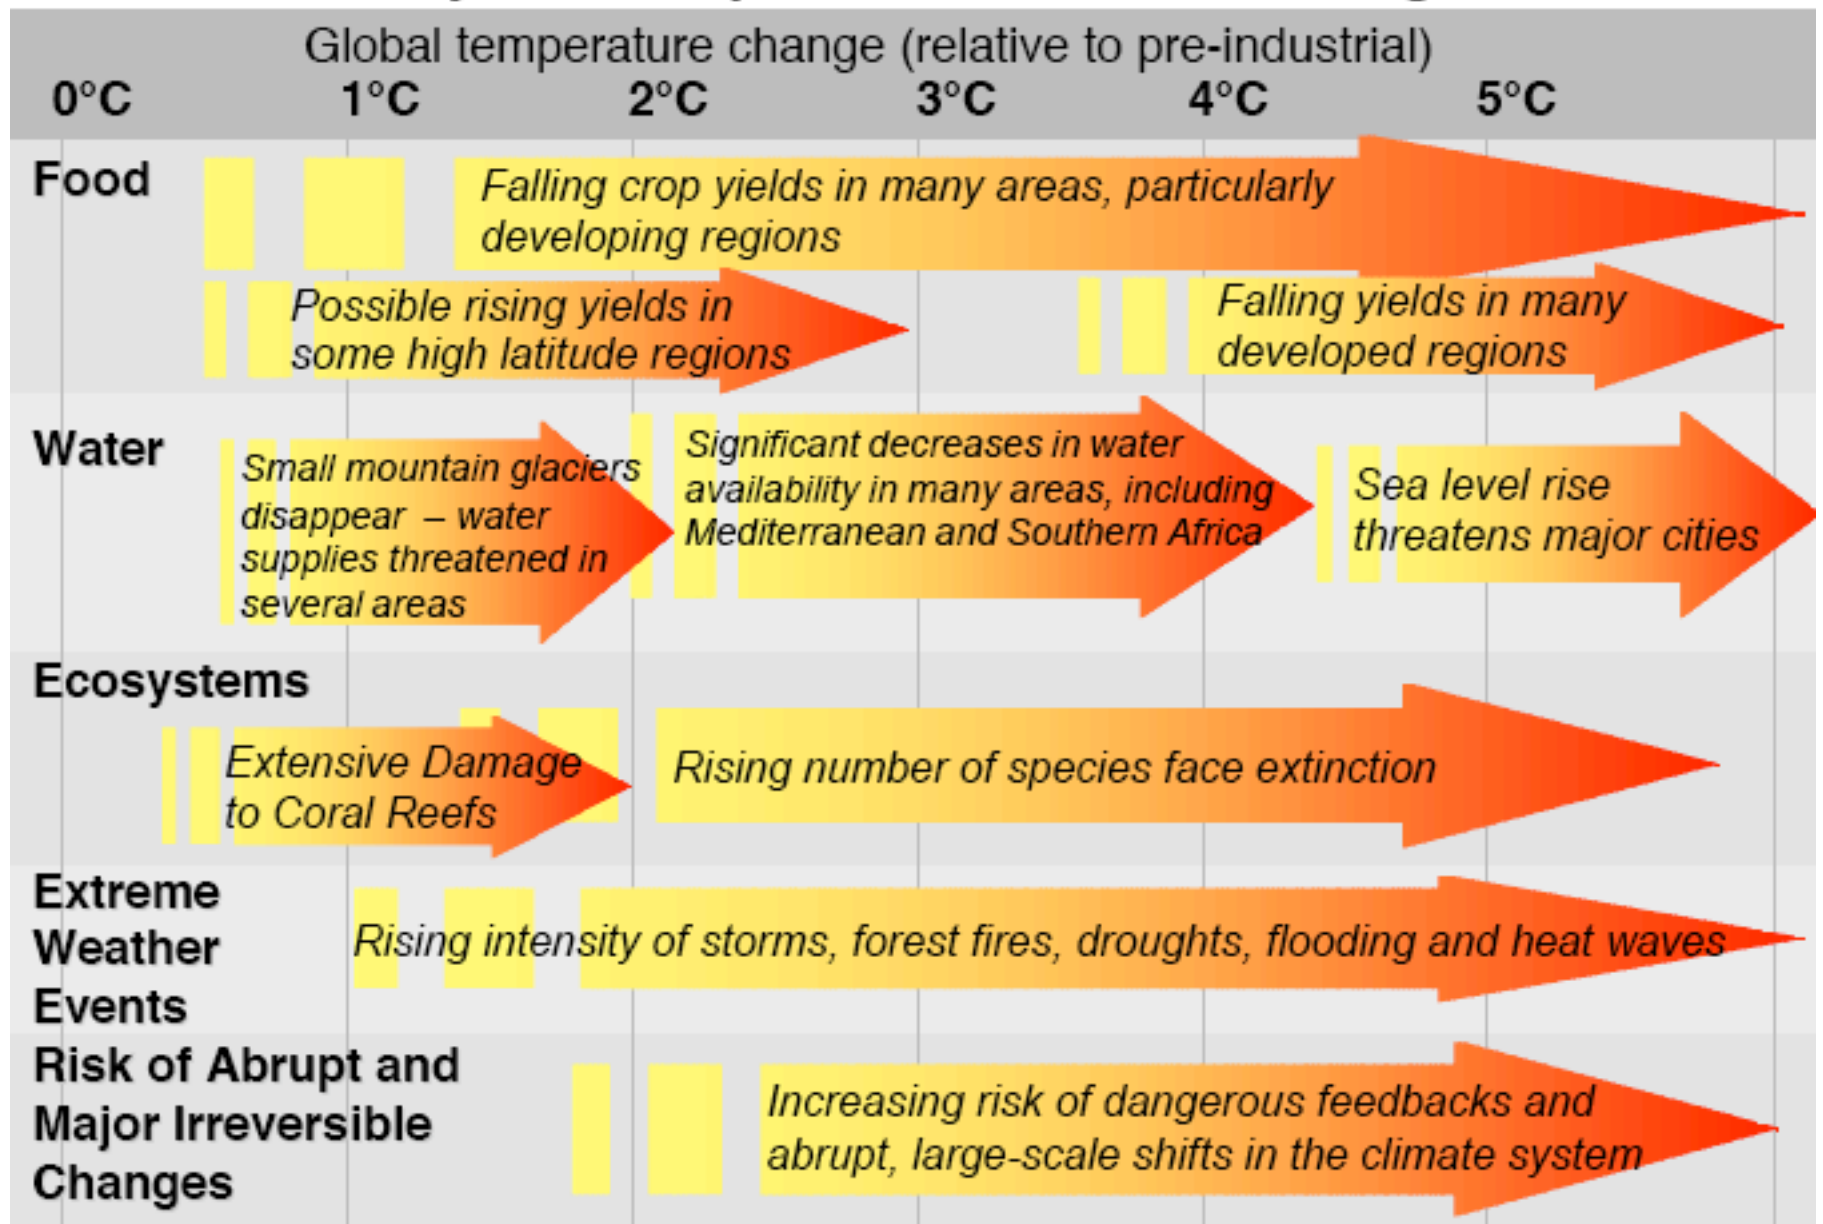 Global temperature change (relative to pre-industrial)
0°C 1°C 2°C 3°C 4°C 5°C
Food
Falling crop yields in many areas, particularly
developing regions
Possible rising yields in
some high latitude regions
Falling yields in many
developed regions
Water
Small mountain glaciers
disappear – water
supplies threatened in
several areas
Significant decreases in water
availability in many areas, including
Mediterranean and Southern Africa
Sea level rise
threatens major cities
Ecosystems
Extensive Damage
to Coral Reefs
Rising number of species face extinction
Extreme
Weather
Events
Rising intensity of storms, forest fires, droughts, flooding and heat waves
Risk of Abrupt and
Major Irreversible
Changes
Increasing risk of dangerous feedbacks and
abrupt, large-scale shifts in the climate system